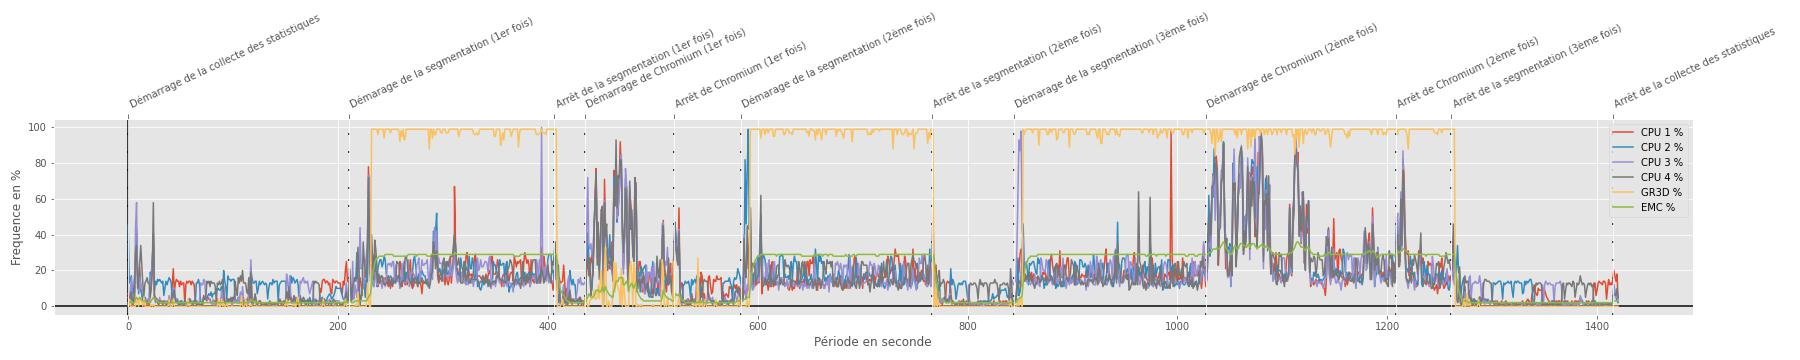 Démarrage de la collecte des statistiques
Démarage de la segmentation (1er fois)
Arrêt de la segmentation (1er fois)
Démarrage de Chromium (1er fois)
Arrêt de Chromium (1er fois)
Démarage de la segmentation (2ème fois)
Arrêt de la segmentation (2ème fois)
Démarage de la segmentation (3ème fois)
Démarrage de Chromium (2ème fois)
Arrêt de Chromium (2ème fois)
Arrêt de la segmentation (3ème fois)
Arrêt de la collecte des statistiques
Frequence en %
100
80
60
40
20
0
CPU 1 %
CPU 2 %
CPU 3 %
CPU 4 %
GR3D %
EMC %
0 200 400 600 800 1000 1200 1400
Période en seconde